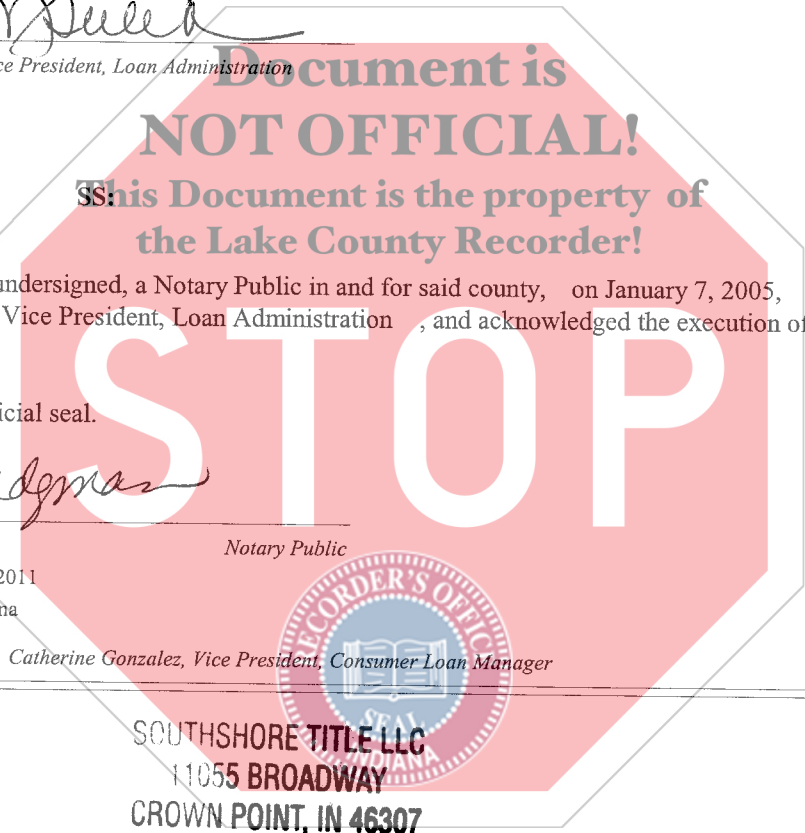 ce President, Loan Administration
Document is
NOT OFFICIAL!
SS:
This Document is the property of
the Lake County Recorder!
undersigned, a Notary Public in and for said county, on January 7, 2005,
Vice President, Loan Administration , and acknowledged the execution of
STOP
icial seal.
Notary Public
2011
na
RECORDER'S OFFICE
Catherine Gonzalez, Vice President, Consumer Loan Manager
SEAL
INDIANA
SOUTHSHORE TITLE LLC
11055 BROADWAY
CROWN POINT, IN 46307